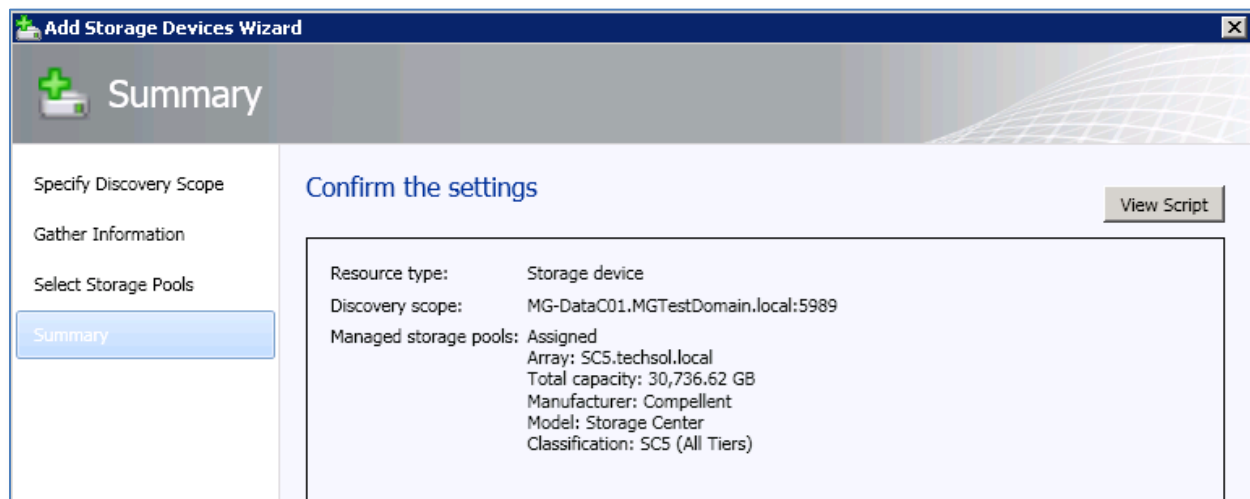 Add Storage Devices Wizard
Summary
Specify Discovery Scope
Gather Information
Select Storage Pools
Summary
Confirm the settings
View Script
Resource type: Storage device
Discovery scope: MG-DataC01.MGTestDomain.local:5989
Managed storage pools: Assigned
Array: SC5.techsol.local
Total capacity: 30,736.62 GB
Manufacturer: Compellent
Model: Storage Center
Classification: SC5 (All Tiers)